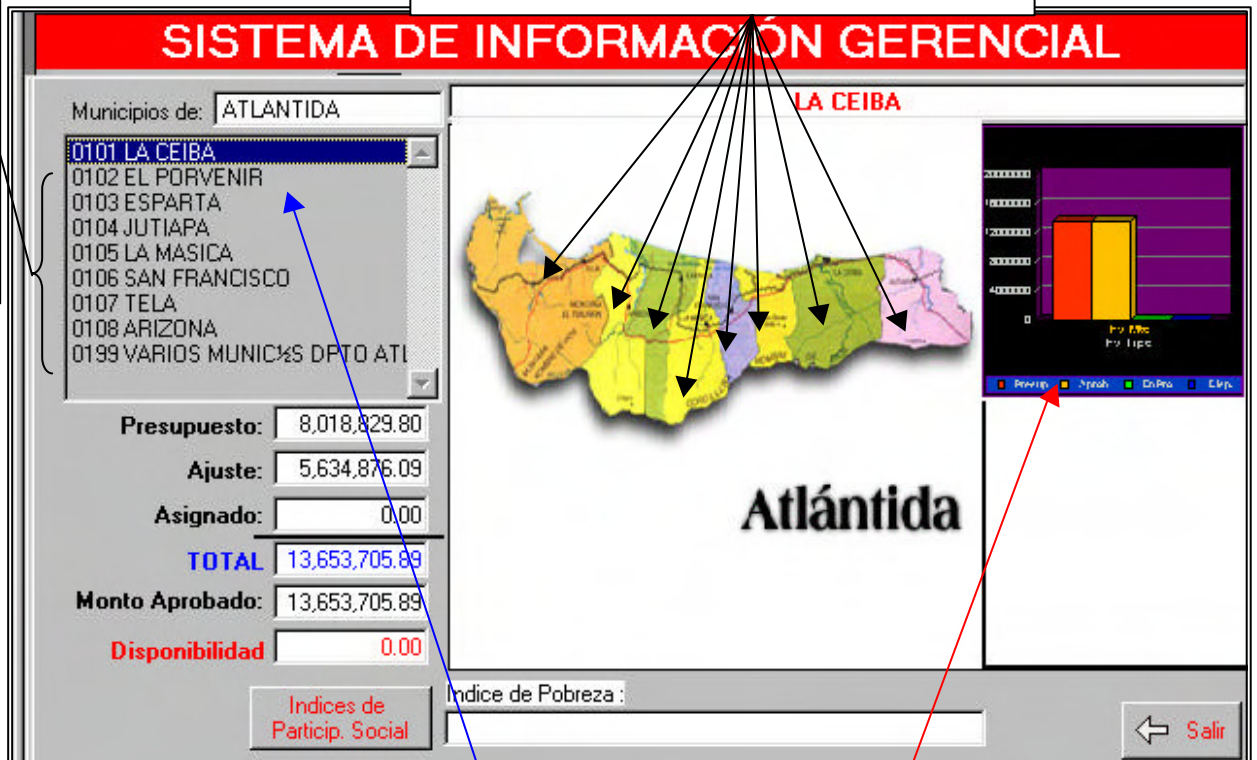 SISTEMA DE INFORMACIÓN GERENCIAL
Municipios de: ATLANTIDA
LA CEIBA
0101 LA CEIBA
0102 EL PORVENIR
0103 ESPARTA
0104 JUTIAPA
0105 LA MASICA
0106 SAN FRANCISCO
0107 TELA
0108 ARIZONA
0199 VARIOS MUNIC½S DPTO ATL
Presupuesto: 8,018,829.80
Ajuste: 5,634,876.09
Asignado: 0.00
TOTAL 13,653,705.89
Monto Aprobado: 13,653,705.89
Disponibilidad 0.00
Indices de
Particip. Social
Atlántida
Indice de Pobreza :
Salir